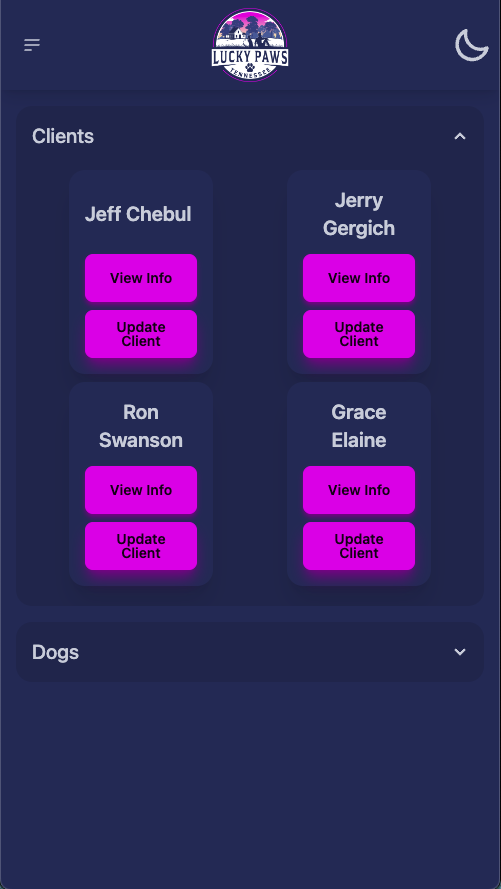 LUCKY PAWS
TENNESSEE
Clients
Jeff Chebul
Jerry
Gergich
View Info
View Info
Update
Client
Update
Client
Ron
Swanson
Grace
Elaine
View Info
View Info
Update
Client
Update
Client
Dogs